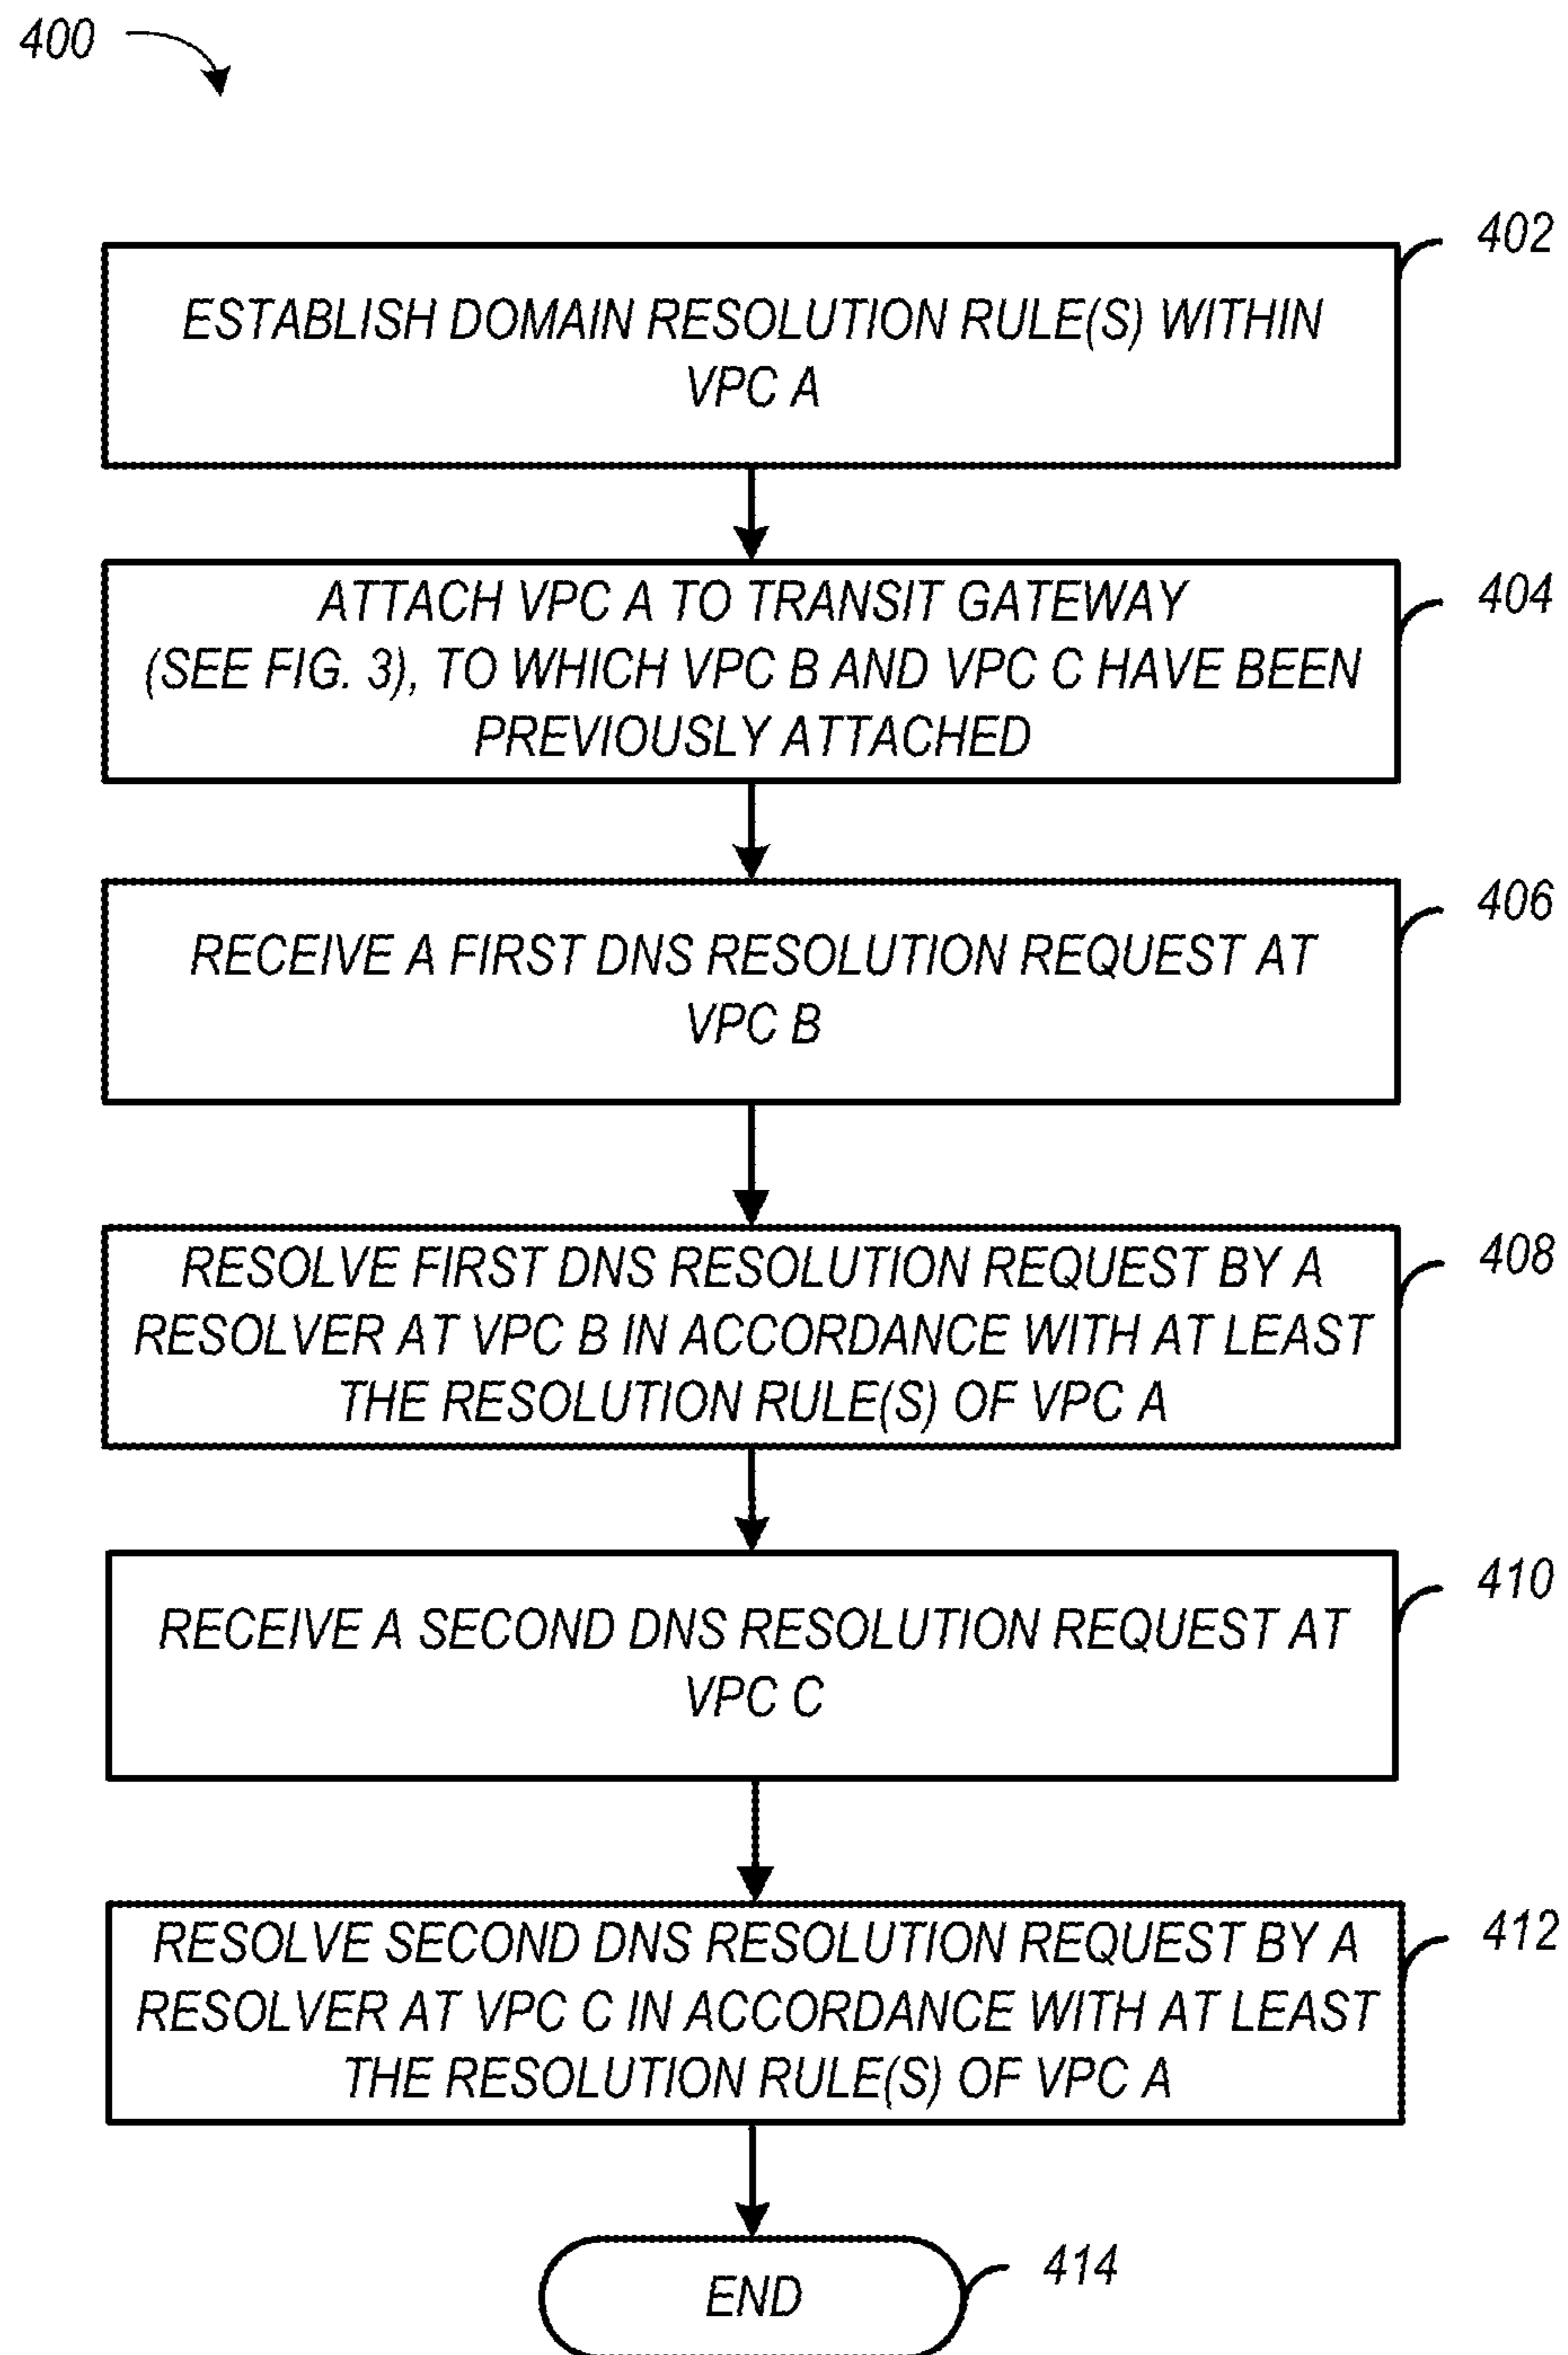 400
402
ESTABLISH DOMAIN RESOLUTION RULE(S) WITHIN
VPC A
404
ATTACH VPC A TO TRANSIT GATEWAY
(SEE FIG. 3), TO WHICH VPC B AND VPC C HAVE BEEN
PREVIOUSLY ATTACHED
406
RECEIVE A FIRST DNS RESOLUTION REQUEST AT
VPC B
408
RESOLVE FIRST DNS RESOLUTION REQUEST BY A
RESOLVER AT VPC B IN ACCORDANCE WITH AT LEAST
THE RESOLUTION RULE(S) OF VPC A
410
RECEIVE A SECOND DNS RESOLUTION REQUEST AT
VPC C
412
RESOLVE SECOND DNS RESOLUTION REQUEST BY A
RESOLVER AT VPC C IN ACCORDANCE WITH AT LEAST
THE RESOLUTION RULE(S) OF VPC A
414
END